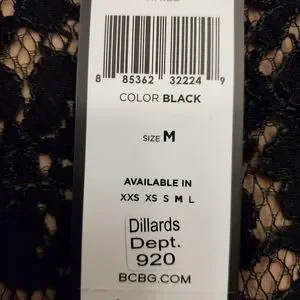 8 85362 32224 9
COLOR BLACK
SIZE M
AVAILABLE IN
XXS XS S M L
Dillards
Dept.
920
BCBG.COM